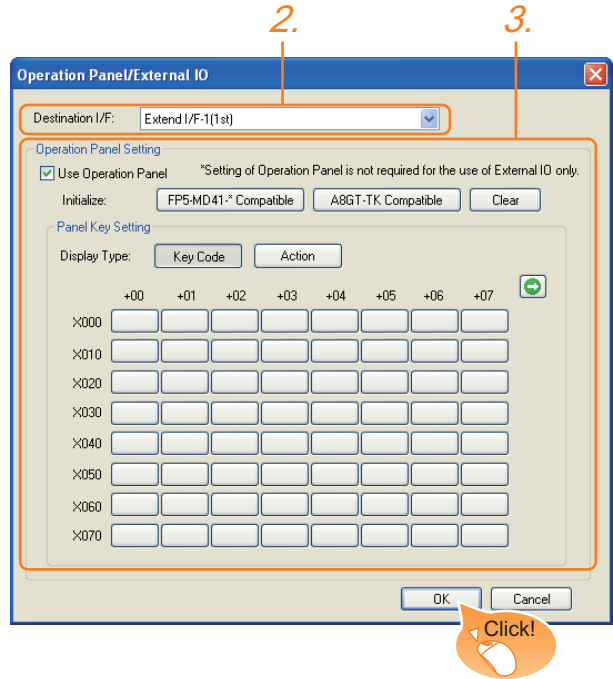 2. 3.
Operation Panel/External IO
Destination I/F: Extend I/F-1(1st)
Operation Panel Setting
Use Operation Panel *Setting of Operation Panel is not required for the use of External IO only.
Initialize: FP5-MD41-* Compatible A8GT-TK Compatible Clear
Panel Key Setting
Display Type: Key Code Action
+00 +01 +02 +03 +04 +05 +06 +07
X000
X010
X020
X030
X040
X050
X060
X070
OK Cancel
Click!